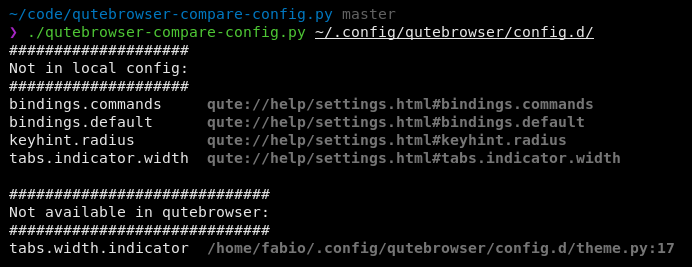 ~/code/qutebrowser-compare-config.py master
❯ ./qutebrowser-compare-config.py ~/.config/qutebrowser/config.d/
####################
Not in local config:
####################
bindings.commands     qute://help/settings.html#bindings.commands
bindings.default      qute://help/settings.html#bindings.default
keyhint.radius        qute://help/settings.html#keyhint.radius
tabs.indicator.width  qute://help/settings.html#tabs.indicator.width
#############################
Not available in qutebrowser:
#############################
tabs.width.indicator  /home/fabio/.config/qutebrowser/config.d/theme.py:17